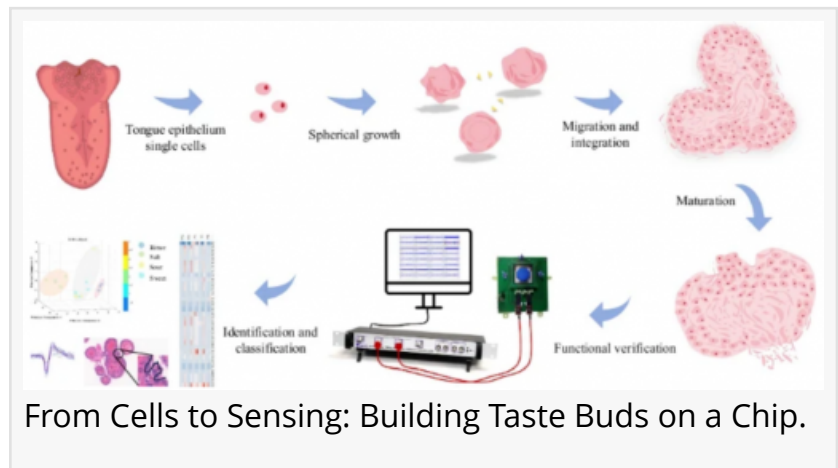 Tongue epithelium
single cells
Spherical growth
Migration and
integration
Maturation
Functional verification
Identification and
classification
Bitter
Salt
Sour
Sweet
From Cells to Sensing: Building Taste Buds on a Chip.